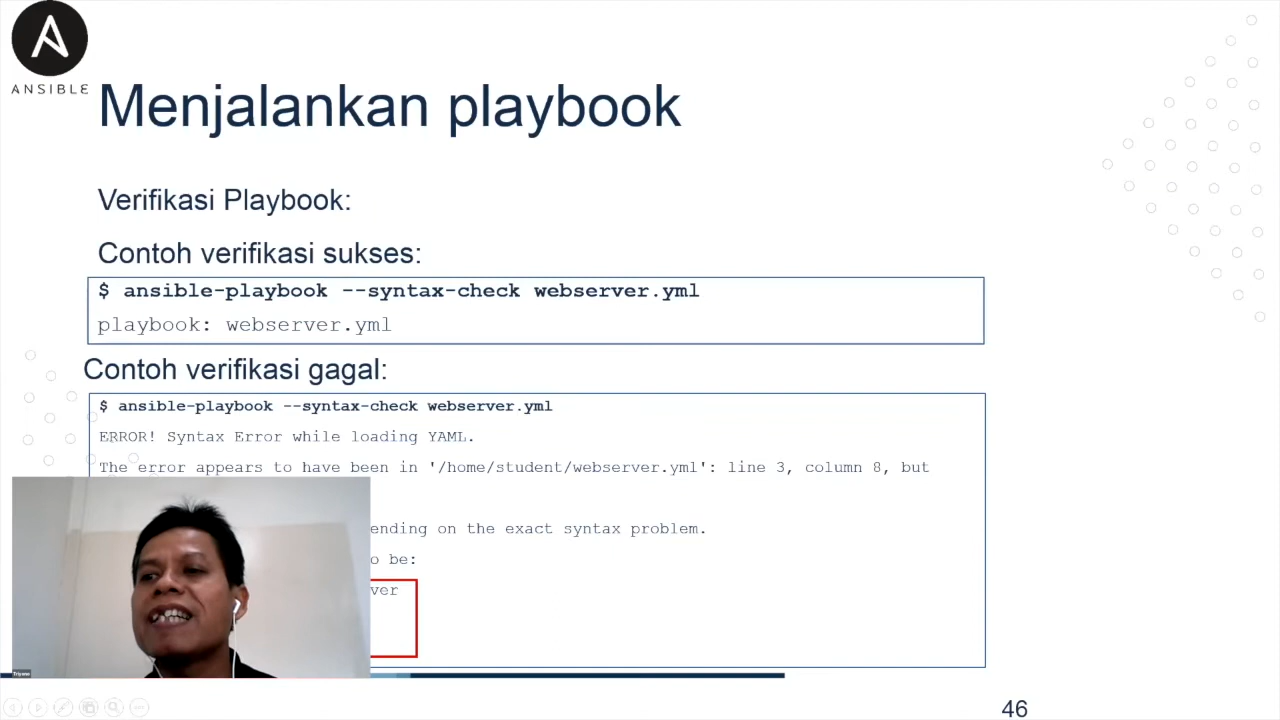 ANSIBLE
Menjalankan playbook
Verifikasi Playbook:
Contoh verifikasi sukses:
$ ansible-playbook --syntax-check webserver.yml
playbook: webserver.yml
Contoh verifikasi gagal:
$ ansible-playbook --syntax-check webserver.yml
ERROR! Syntax Error while loading YAML.
The error appears to have been in '/home/student/webserver.yml': line 3, column 8, but
ending on the exact syntax problem.
o be:
ver
Triyono
46